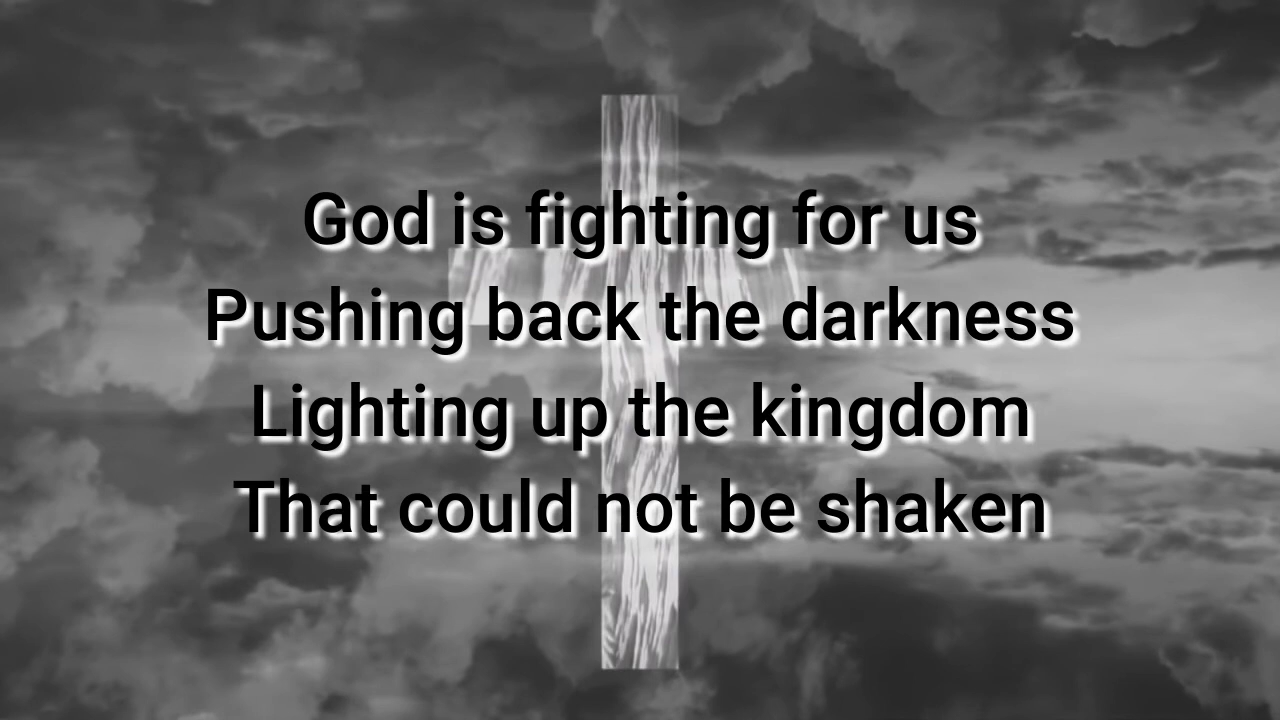 God is fighting for us
Pushing back the darkness
Lighting up the kingdom
That could not be shaken